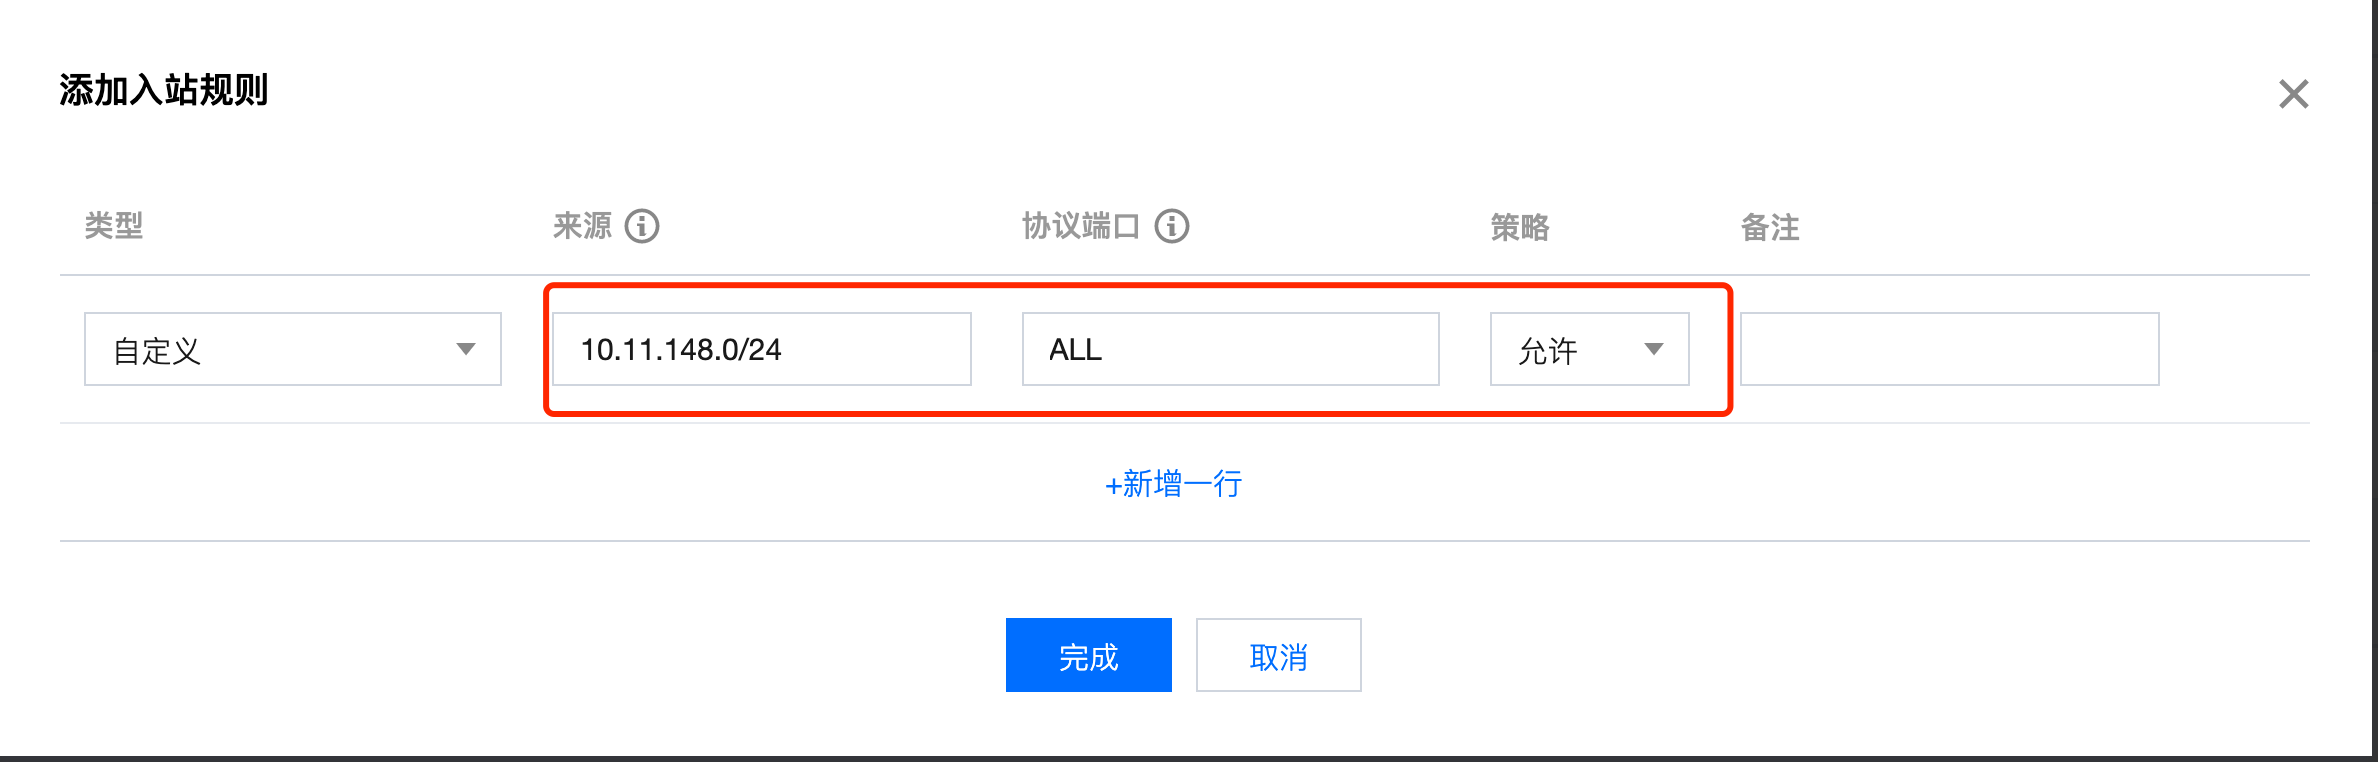 添加入站规则
类型 来源 协议端口 策略 备注
自定义 10.11.148.0/24 ALL 允许
+新增一行
完成 取消